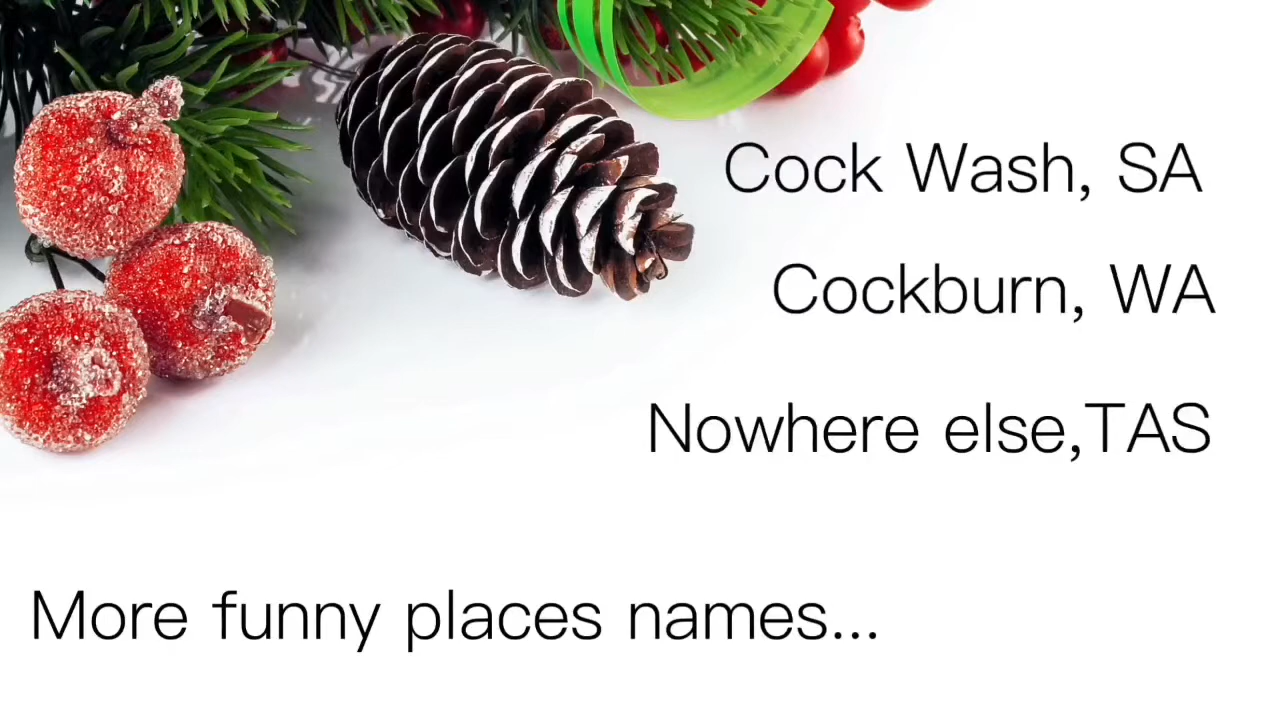 Cock Wash, SA
Cockburn, WA
Nowhere else,TAS
More funny places names...